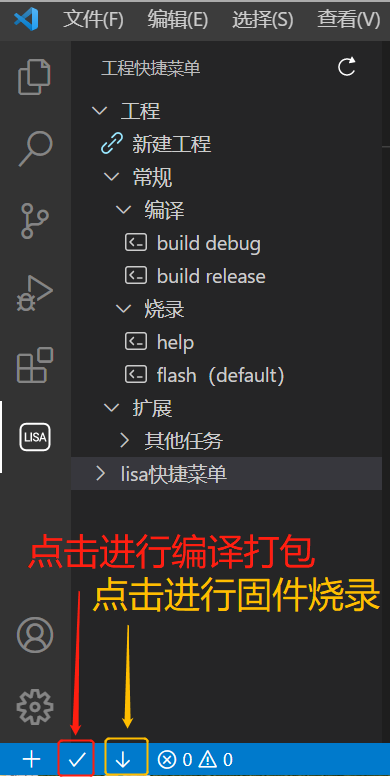 文件(F) 编辑(E) 选择(S) 查看(V)
工程快捷菜单
工程
新建工程
常规
编译
build debug
build release
烧录
help
flash（default）
扩展
LISA
其他任务
lisa快捷菜单
点击进行编译打包
点击进行固件烧录
0 0